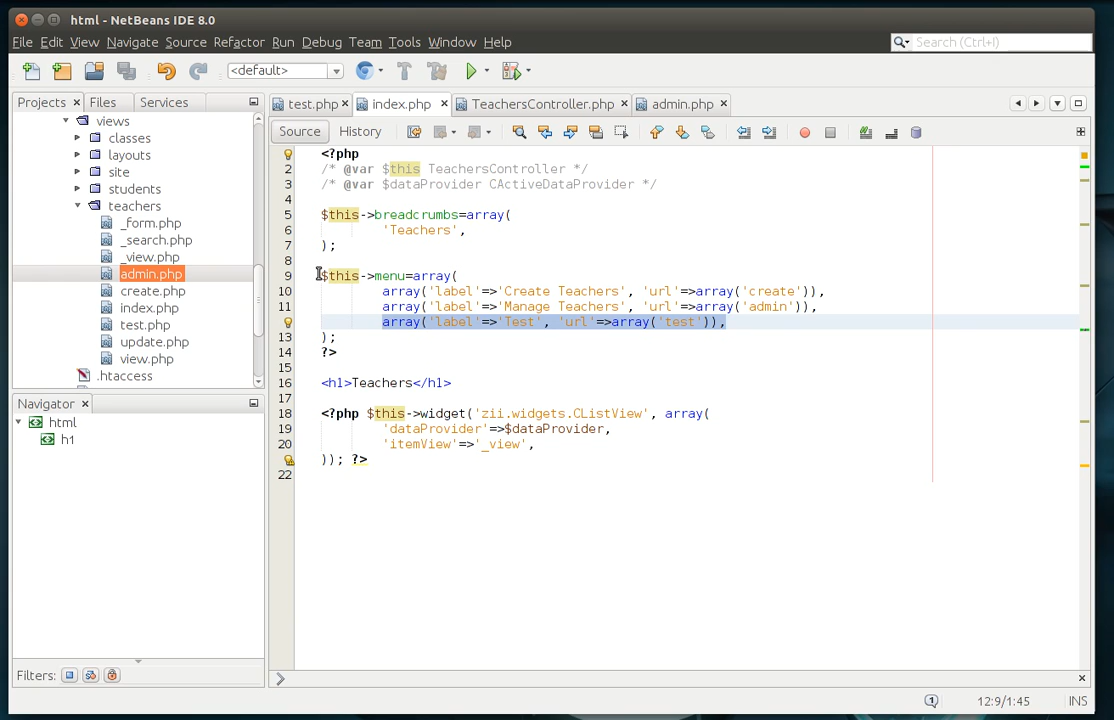 html - NetBeans IDE 8.0
File Edit View Navigate Source Refactor Run Debug Team Tools Window Help
Search (Ctrl+I)
<default>
Projects Files Services
test.php index.php TeachersController.php admin.php
Source History
views
classes
layouts
site
students
teachers
_form.php
_search.php
_view.php
admin.php
create.php
index.php
test.php
update.php
view.php
.htaccess
Navigator
html
h1
Filters:
<?php
2 /* @var $this TeachersController */
3 /* @var $dataProvider CActiveDataProvider */
4
5 $this->breadcrumbs=array(
6 'Teachers',
7 );
8
9 $this->menu=array(
10 array('label'=>'Create Teachers', 'url'=>array('create')),
11 array('label'=>'Manage Teachers', 'url'=>array('admin')),
array('label'=>'Test', 'url'=>array('test')),
13 );
14 ?>
15
16 <h1>Teachers</h1>
17
18 <?php $this->widget('zii.widgets.CListView', array(
19 'dataProvider'=>$dataProvider,
20 'itemView'=>'_view',
)); ?>
22
1
12:9/1:45 INS